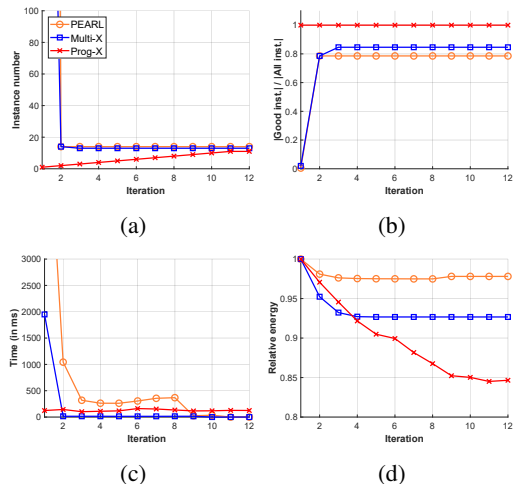 100
80
60
40
20
0
Instance number
PEARL
Multi-X
Prog-X
2 4 6 8 10 12
Iteration
(a)
1
0.8
0.6
0.4
0.2
0
|Good inst.| / |All inst.|
2 4 6 8 10 12
Iteration
(b)
3000
2500
2000
1500
1000
500
0
Time (in ms)
2 4 6 8 10 12
Iteration
(c)
1
0.95
0.9
0.85
0.8
Relative energy
2 4 6 8 10 12
Iteration
(d)